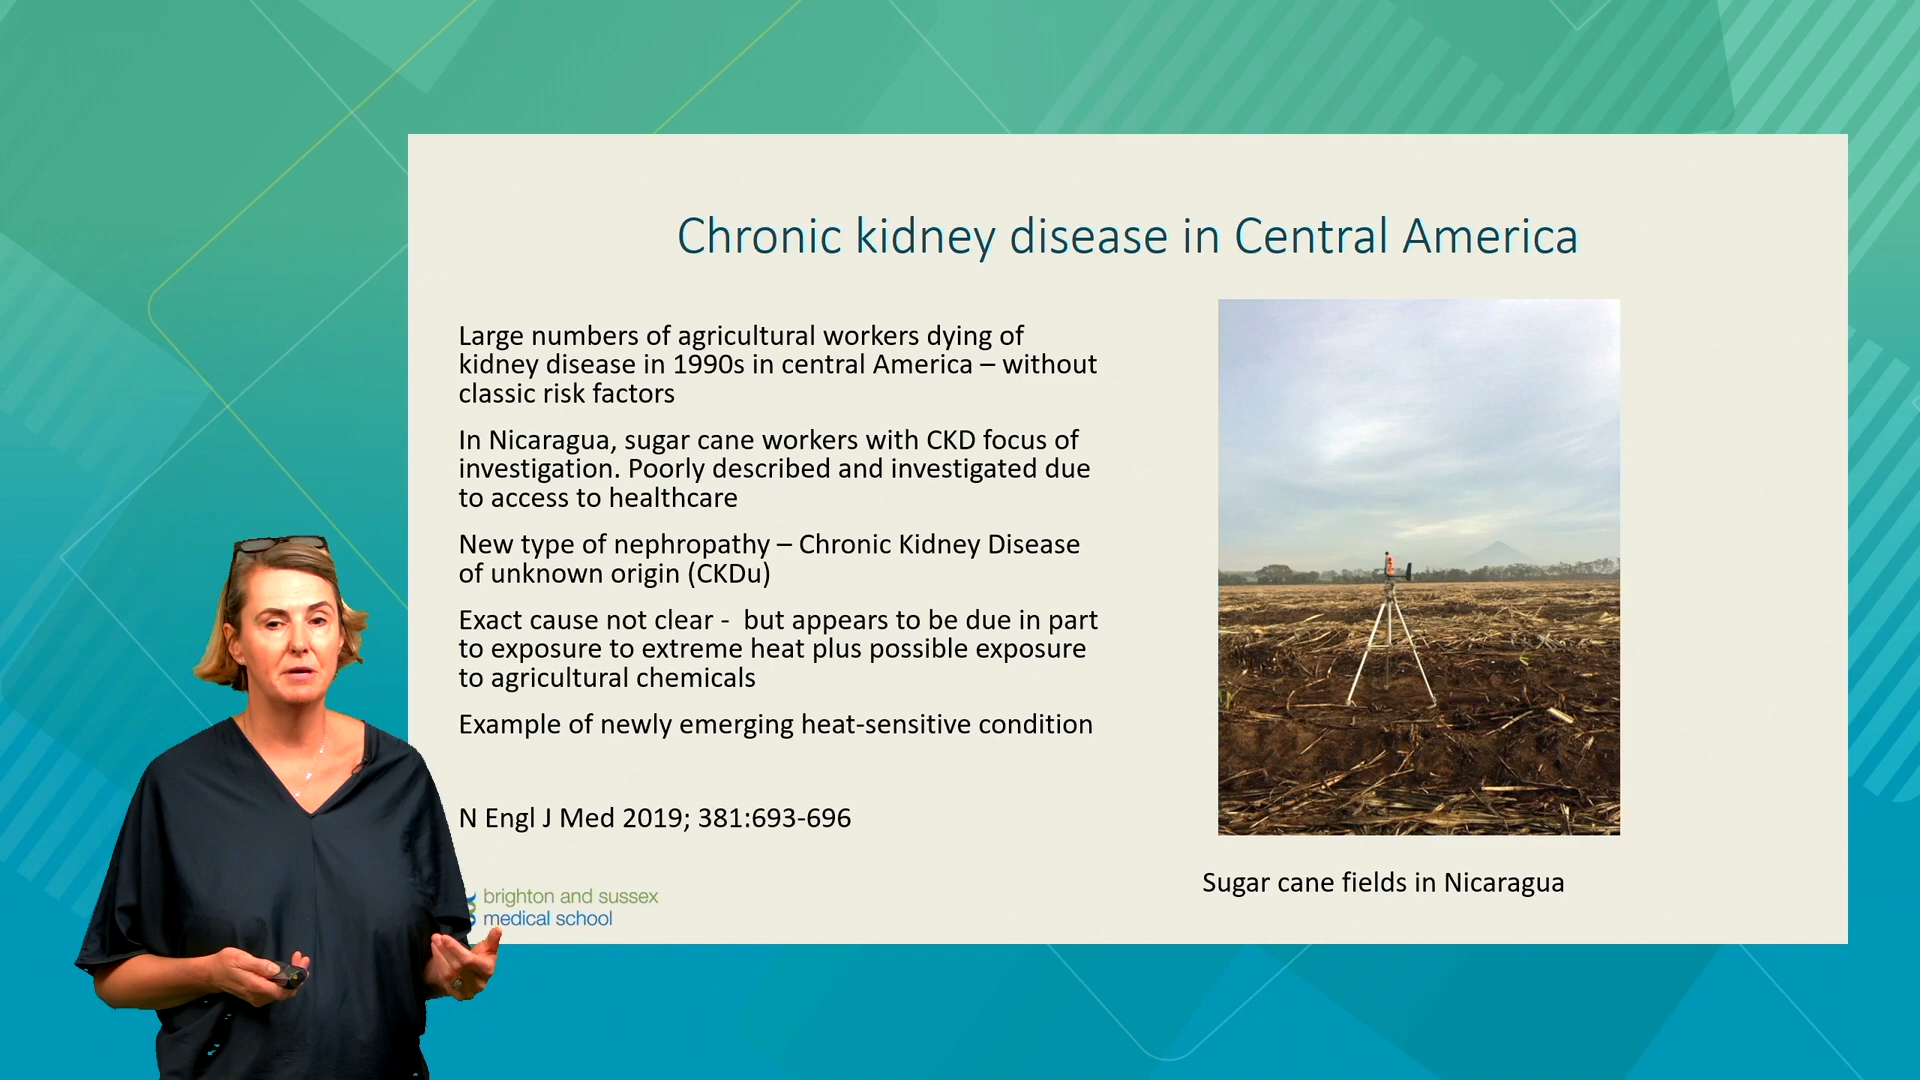 Chronic kidney disease in Central America
Large numbers of agricultural workers dying of
kidney disease in 1990s in central America – without
classic risk factors
In Nicaragua, sugar cane workers with CKD focus of
investigation. Poorly described and investigated due
to access to healthcare
New type of nephropathy – Chronic Kidney Disease
of unknown origin (CKDu)
Exact cause not clear -  but appears to be due in part
to exposure to extreme heat plus possible exposure
to agricultural chemicals
Example of newly emerging heat-sensitive condition
N Engl J Med 2019; 381:693-696
brighton and sussex
medical school
Sugar cane fields in Nicaragua